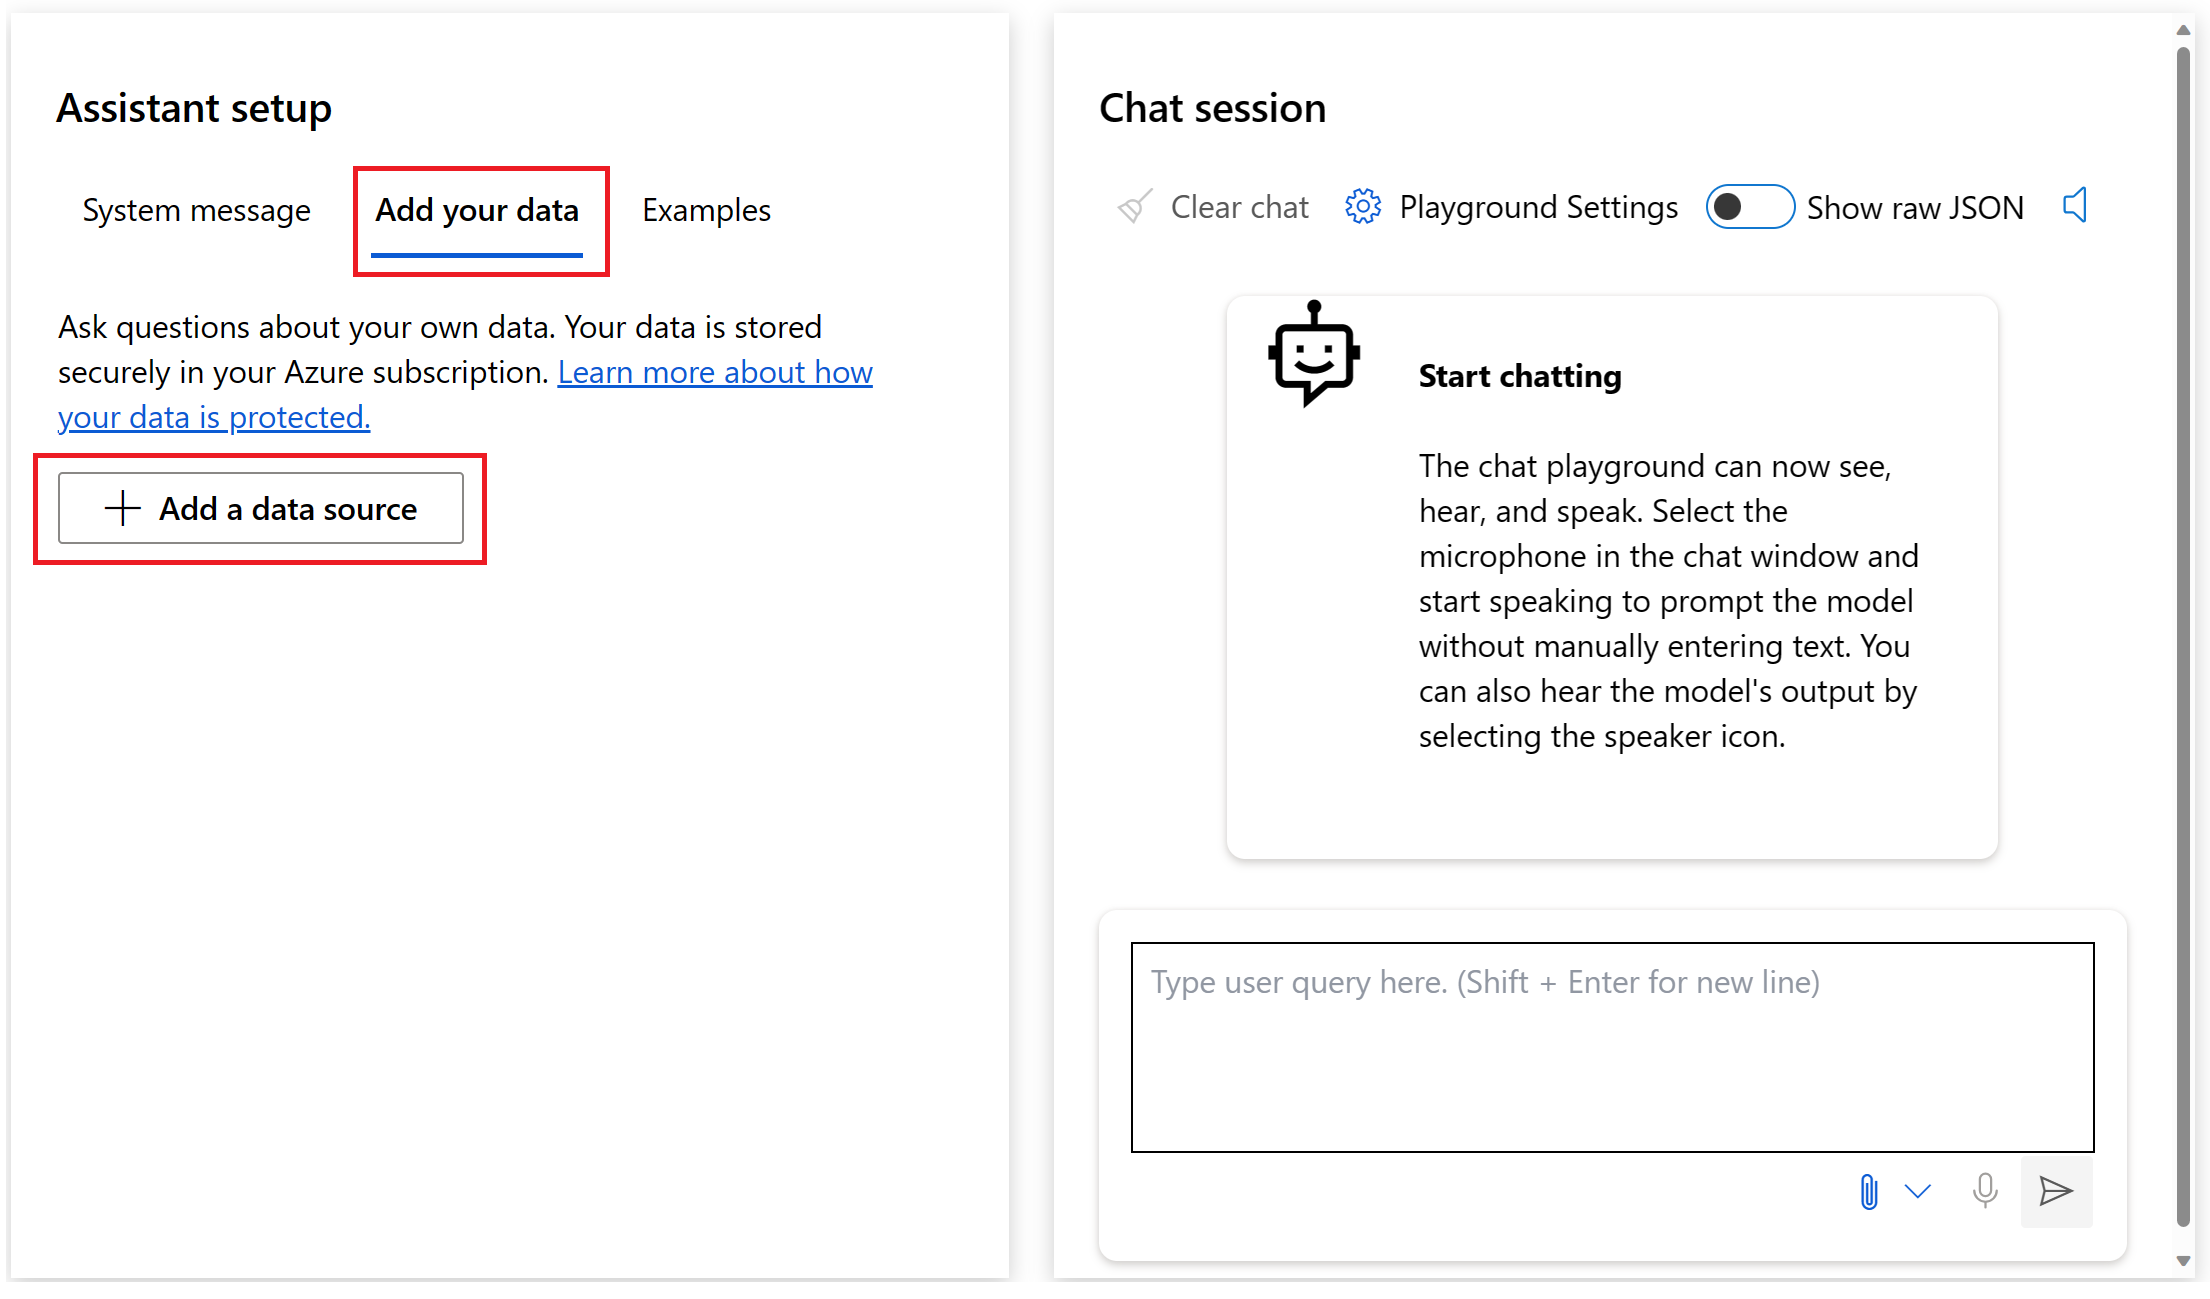 Assistant setup
System message
Add your data
Examples
Ask questions about your own data. Your data is stored
securely in your Azure subscription. Learn more about how
your data is protected.
Add a data source
Chat session
Clear chat
Playground Settings
Show raw JSON
Start chatting
The chat playground can now see,
hear, and speak. Select the
microphone in the chat window and
start speaking to prompt the model
without manually entering text. You
can also hear the model's output by
selecting the speaker icon.
Type user query here. (Shift + Enter for new line)